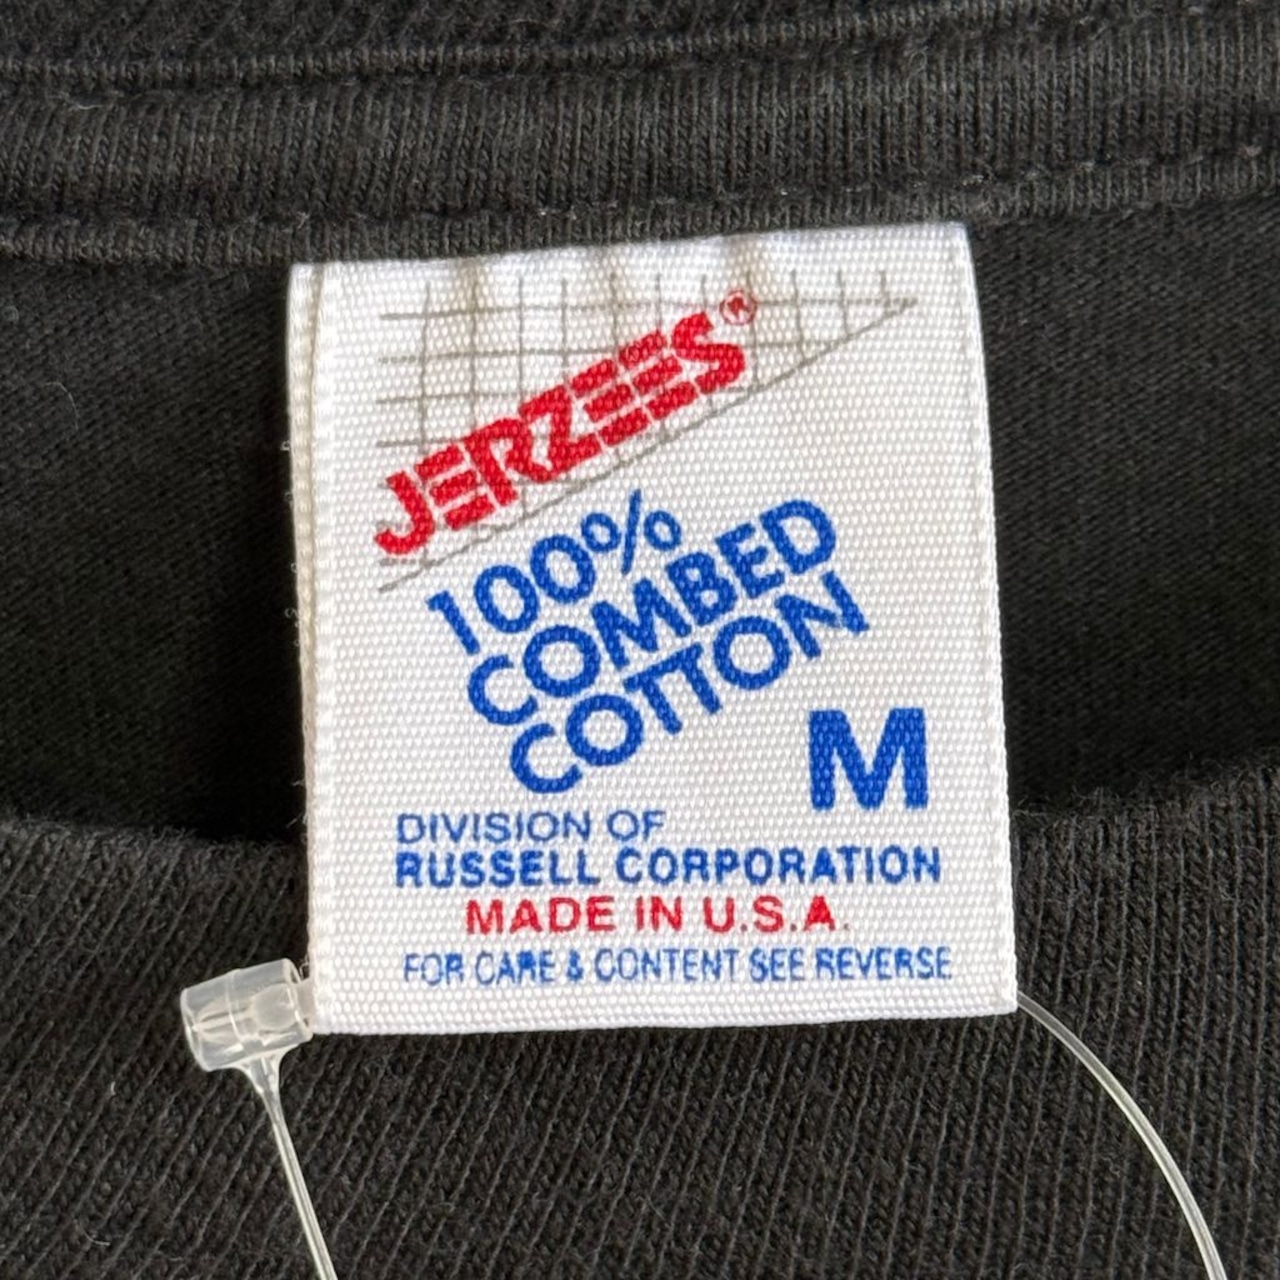 JERZEES®
100%
COMBED
COTTON
M
DIVISION OF
RUSSELL CORPORATION
MADE IN U.S.A.
FOR CARE & CONTENT SEE REVERSE